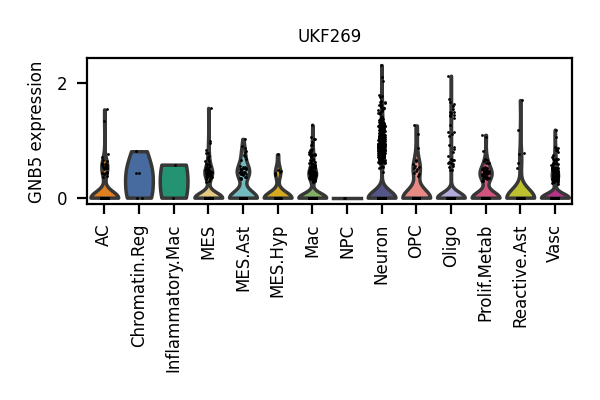 UKF269
GNB5 expression
2
0
AC
Chromatin.Reg
Inflammatory.Mac
MES
MES.Ast
MES.Hyp
Mac
NPC
Neuron
OPC
Oligo
Prolif.Metab
Reactive.Ast
Vasc